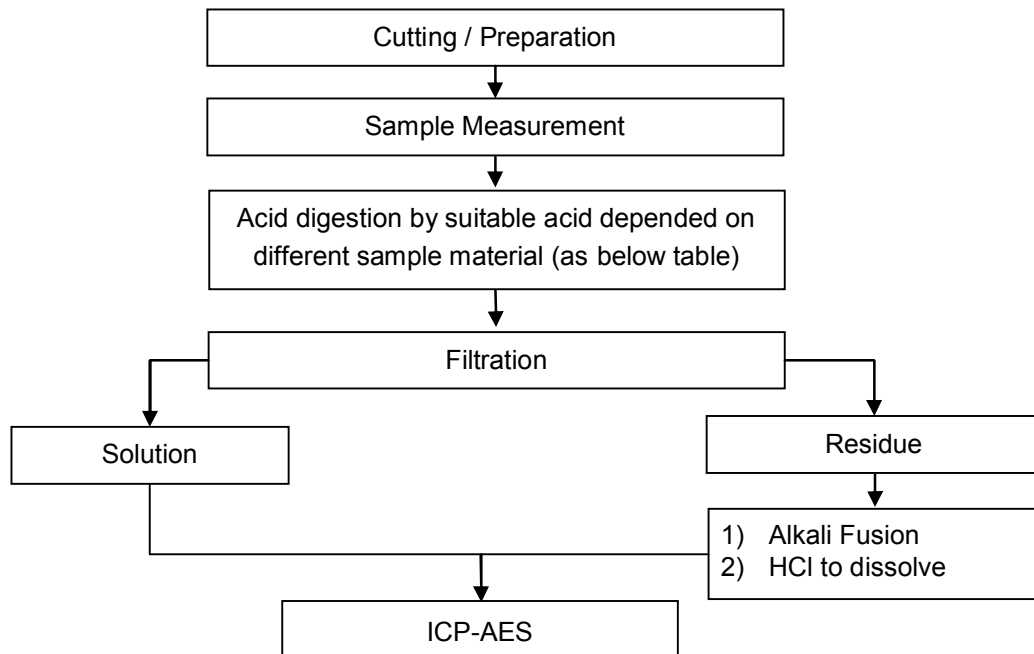 Cutting / Preparation
Sample Measurement
Acid digestion by suitable acid depended on
different sample material (as below table)
Filtration
Solution
Residue
1) Alkali Fusion
2) HCl to dissolve
ICP-AES